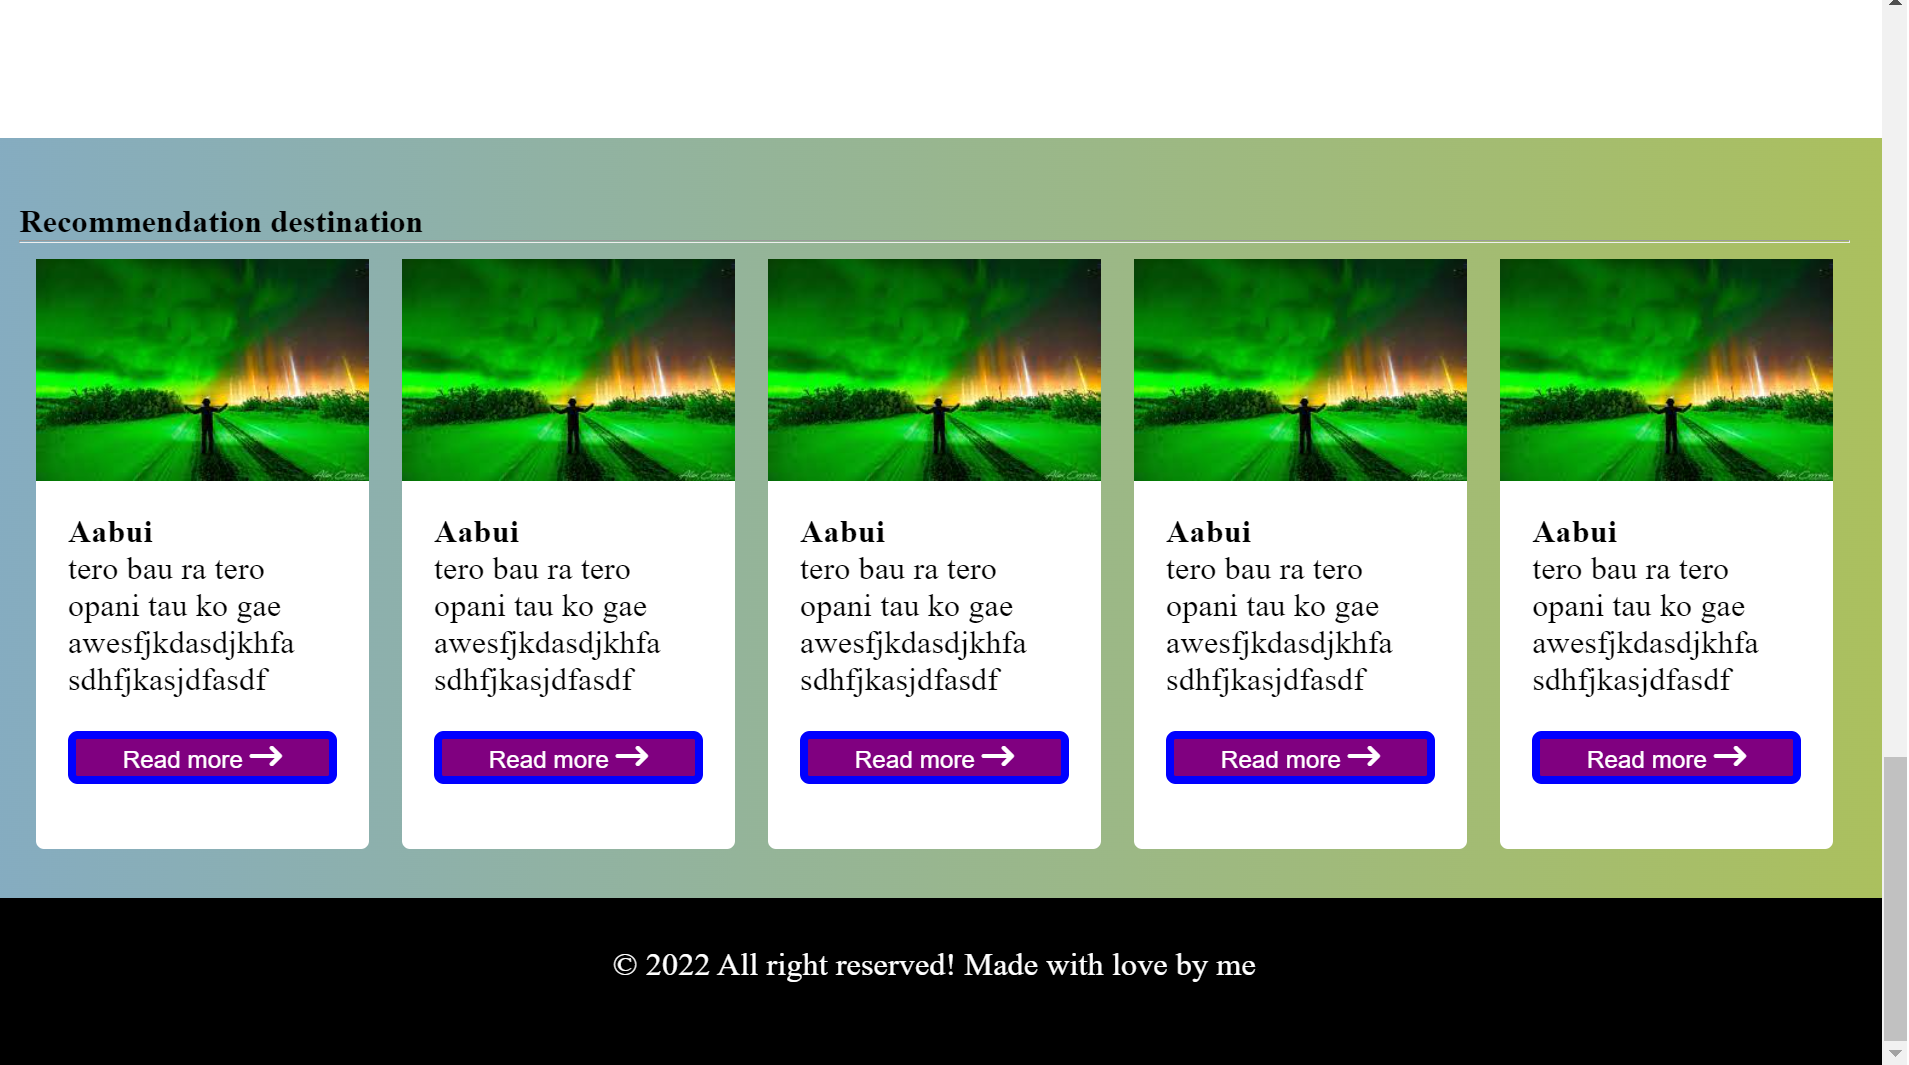 Recommendation destination
Aabui
tero bau ra tero
opani tau ko gae
awesfjkdasdjkhfa
sdhfjkasjdfasdf
Read more
Aabui
tero bau ra tero
opani tau ko gae
awesfjkdasdjkhfa
sdhfjkasjdfasdf
Read more
Aabui
tero bau ra tero
opani tau ko gae
awesfjkdasdjkhfa
sdhfjkasjdfasdf
Read more
Aabui
tero bau ra tero
opani tau ko gae
awesfjkdasdjkhfa
sdhfjkasjdfasdf
Read more
Aabui
tero bau ra tero
opani tau ko gae
awesfjkdasdjkhfa
sdhfjkasjdfasdf
Read more
© 2022 All right reserved! Made with love by me